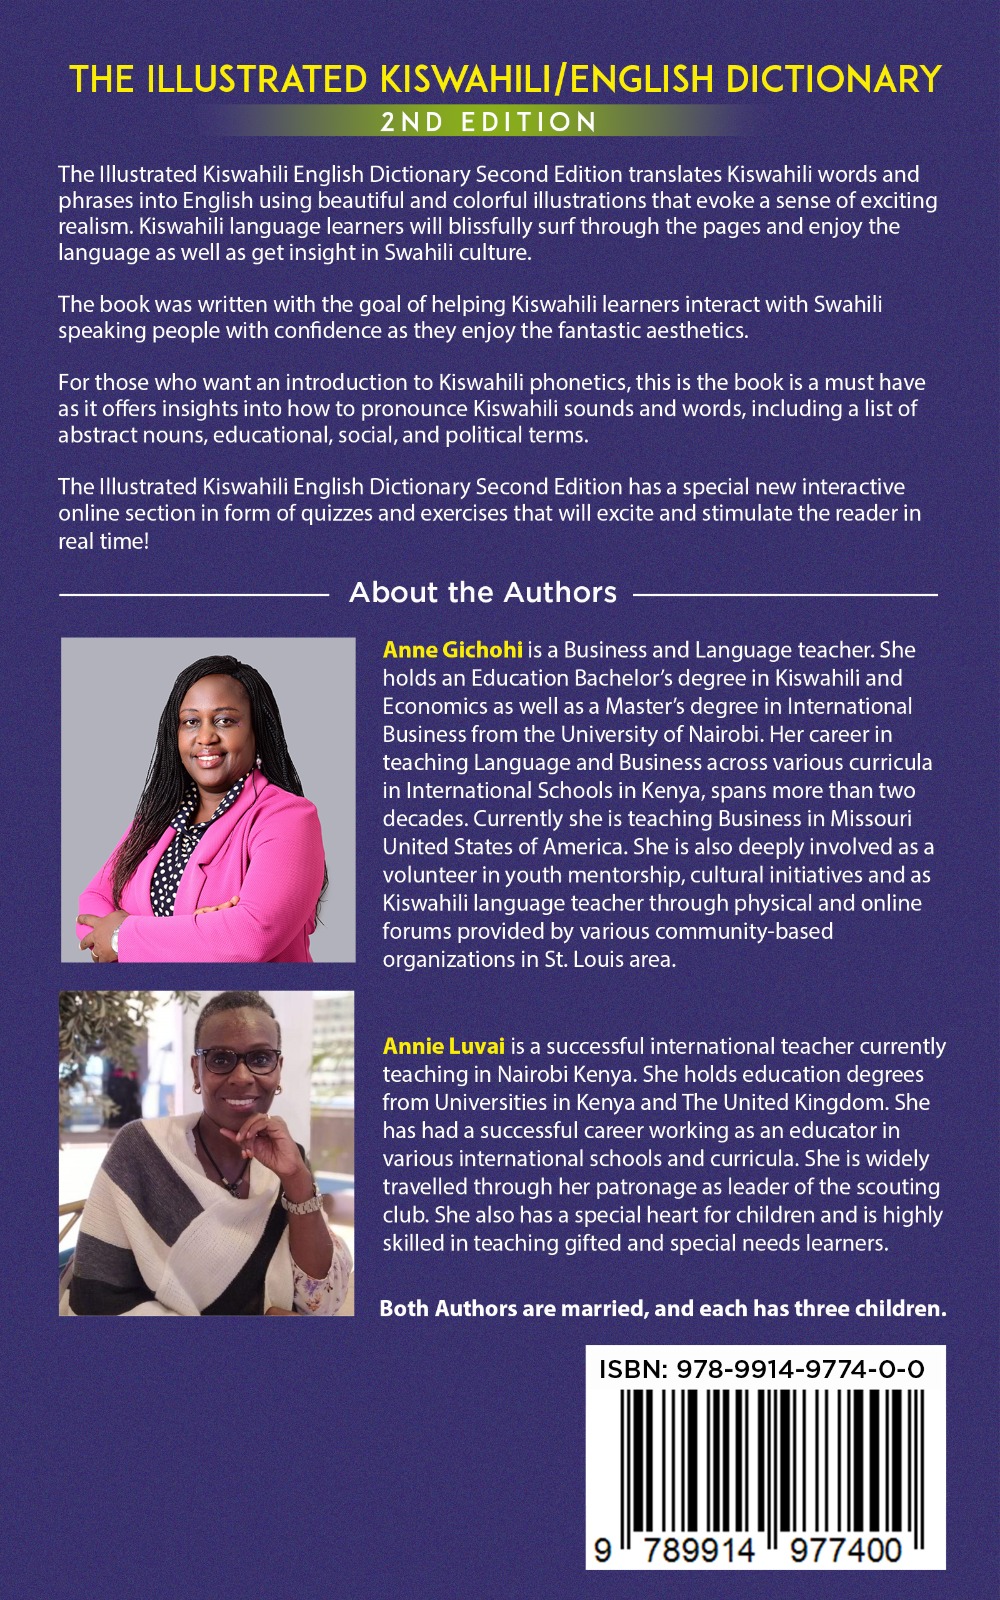 THE ILLUSTRATED KISWAHILI/ENGLISH DICTIONARY
2ND EDITION
The Illustrated Kiswahili English Dictionary Second Edition translates Kiswahili words and
phrases into English using beautiful and colorful illustrations that evoke a sense of exciting
realism. Kiswahili language learners will blissfully surf through the pages and enjoy the
language as well as get insight in Swahili culture.
The book was written with the goal of helping Kiswahili learners interact with Swahili
speaking people with confidence as they enjoy the fantastic aesthetics.
For those who want an introduction to Kiswahili phonetics, this is the book is a must have
as it offers insights into how to pronounce Kiswahili sounds and words, including a list of
abstract nouns, educational, social, and political terms.
The Illustrated Kiswahili English Dictionary Second Edition has a special new interactive
online section in form of quizzes and exercises that will excite and stimulate the reader in
real time!
About the Authors
Anne Gichohi is a Business and Language teacher. She
holds an Education Bachelor's degree in Kiswahili and
Economics as well as a Master's degree in International
Business from the University of Nairobi. Her career in
teaching Language and Business across various curricula
in International Schools in Kenya, spans more than two
decades. Currently she is teaching Business in Missouri
United States of America. She is also deeply involved as a
volunteer in youth mentorship, cultural initiatives and as
Kiswahili language teacher through physical and online
forums provided by various community-based
organizations in St. Louis area.
Annie Luvai is a successful international teacher currently
teaching in Nairobi Kenya. She holds education degrees
from Universities in Kenya and The United Kingdom. She
has had a successful career working as an educator in
various international schools and curricula. She is widely
travelled through her patronage as leader of the scouting
club. She also has a special heart for children and is highly
skilled in teaching gifted and special needs learners.
Both Authors are married, and each has three children.
ISBN: 978-9914-9774-0-0
9 789914 977400